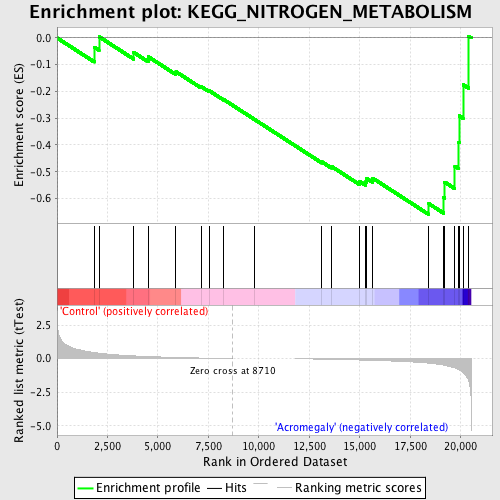 Enrichment plot: KEGG_NITROGEN_METABOLISM
Enrichment score (ES)
0.0
-0.1
-0.2
-0.3
-0.4
-0.5
-0.6
'Control' (positively correlated)
Ranked list metric (tTest)
2.5
0.0
-2.5
-5.0
Zero cross at 8710
'Acromegaly' (negatively correlated)
0 2,500 5,000 7,500 10,000 12,500 15,000 17,500 20,000
Rank in Ordered Dataset
Enrichment profile Hits Ranking metric scores